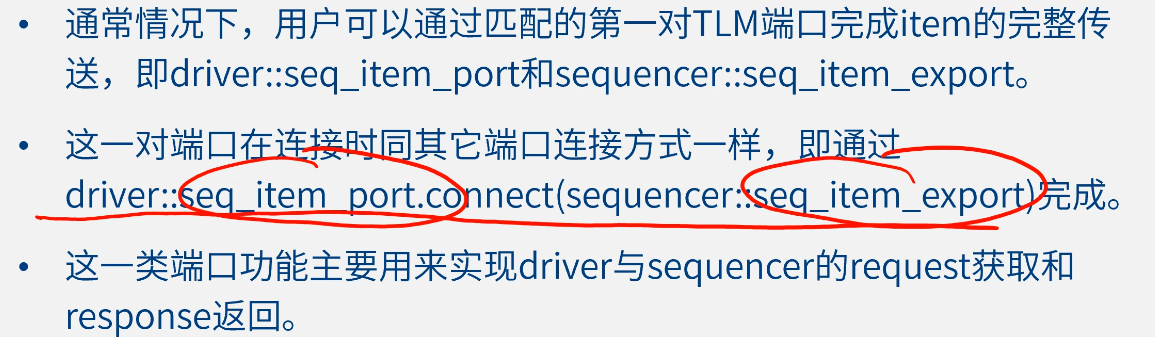 • 通常情况下，用户可以通过匹配的第一对TLM端口完成item的完整传
送，即driver::seq_item_port和sequencer::seq_item_export。
• 这一对端口在连接时同其它端口连接方式一样，即通过
driver::seq_item_port.connect(sequencer::seq_item_export)完成。
• 这一类端口功能主要用来实现driver与sequencer的request获取和
response返回。